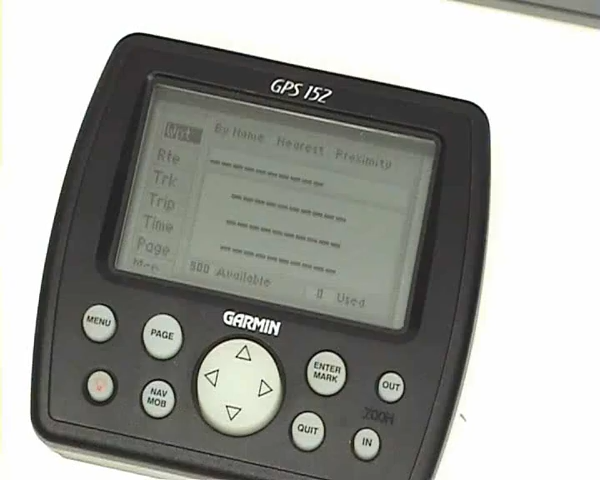 GPS 152
Wpt By Name Nearest Proximity
Rte
Trk
Trip
Time
Page
Map
500 Available 0 Used
GARMIN
MENU
PAGE
ENTER
MARK
OUT
NAV
MOB
ZOOM
QUIT
IN